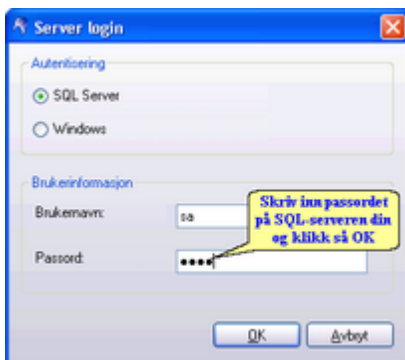 Server login
Autentisering
SQL Server
Windows
Brukerinformasjon
Brukernavn:
sa
Skriv inn passordet
på SQL-serveren din
og klikk så OK
Passord:
••••
OK
Avbryt